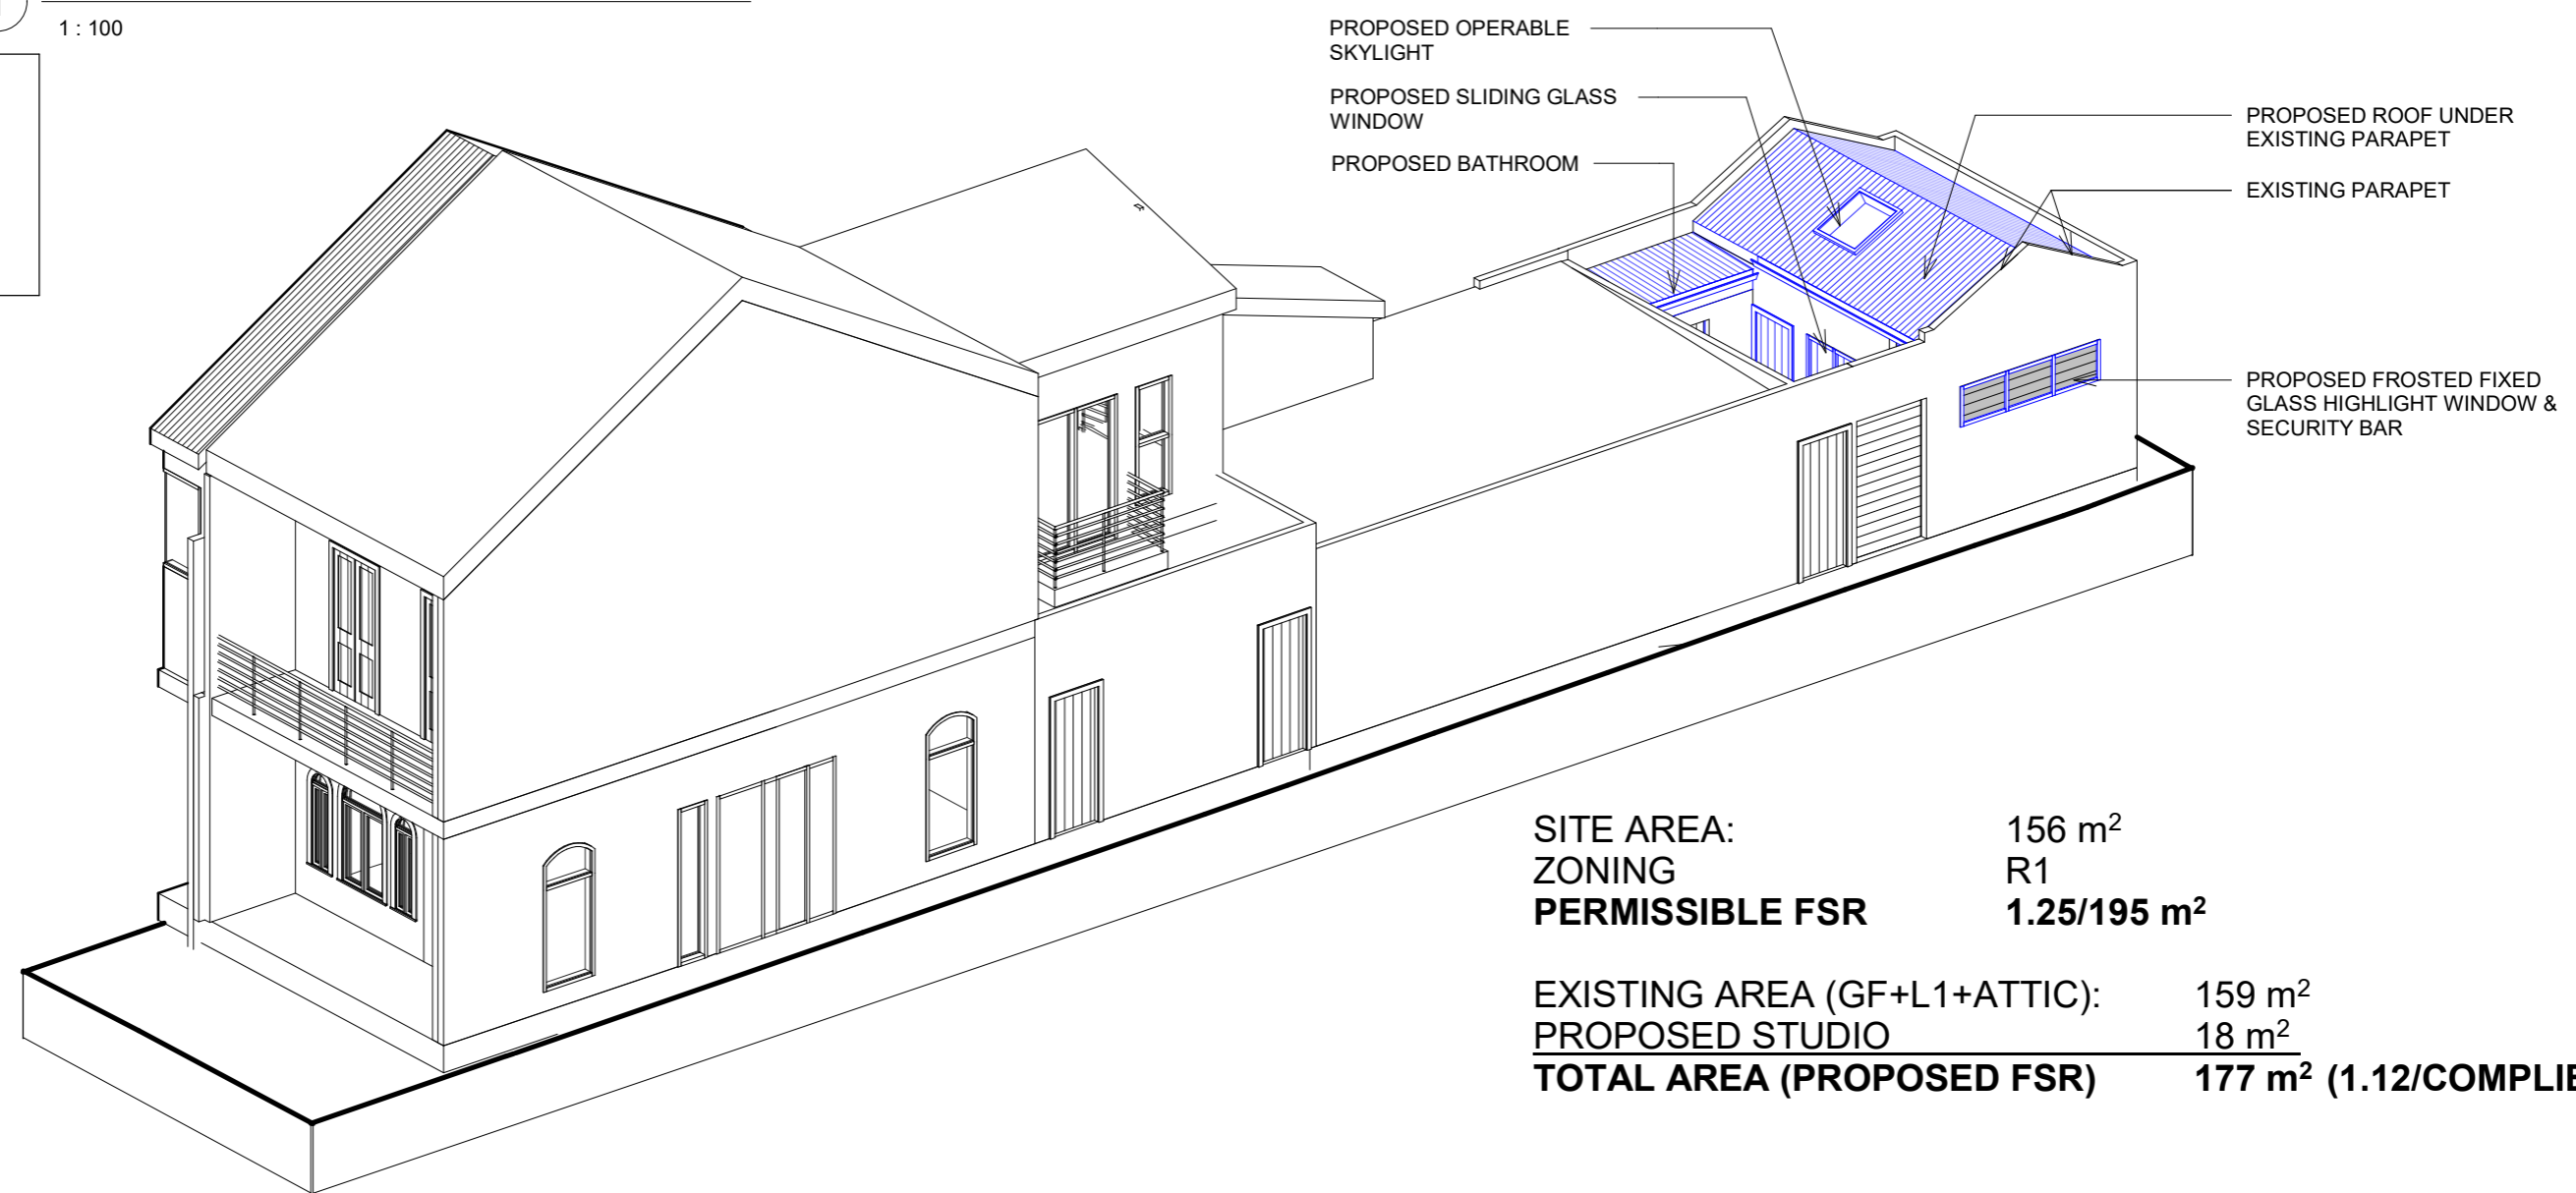 1 : 100
PROPOSED OPERABLE
SKYLIGHT
PROPOSED SLIDING GLASS
WINDOW
PROPOSED BATHROOM
PROPOSED ROOF UNDER
EXISTING PARAPET
EXISTING PARAPET
PROPOSED FROSTED FIXED
GLASS HIGHLIGHT WINDOW &
SECURITY BAR
SITE AREA: 156 m²
ZONING R1
PERMISSIBLE FSR 1.25/195 m²
EXISTING AREA (GF+L1+ATTIC): 159 m²
PROPOSED STUDIO 18 m²
TOTAL AREA (PROPOSED FSR) 177 m² (1.12/COMPLIE